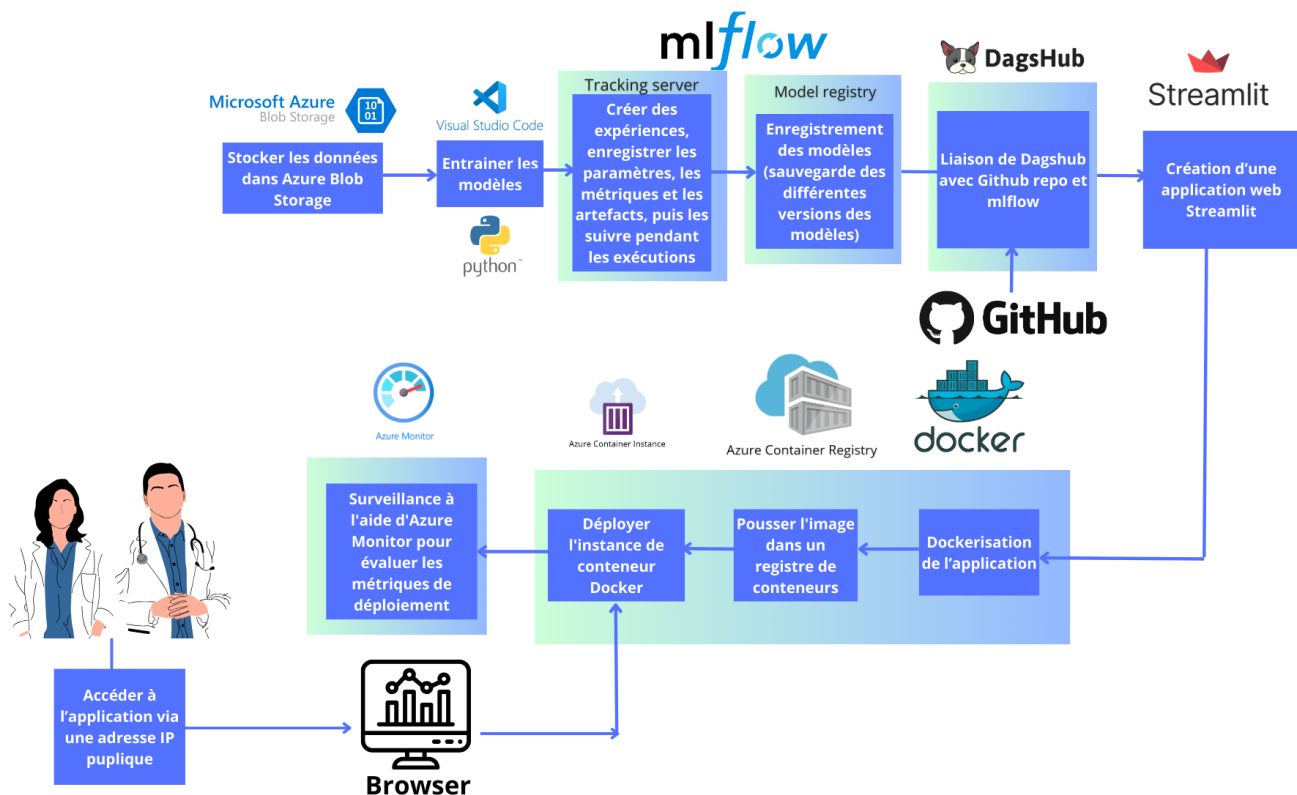 mlflow
DagsHub
Streamlit
Microsoft Azure
Blob Storage
10
01
Visual Studio Code
Tracking server
Model registry
Stocker les données
dans Azure Blob
Storage
Entrainer les
modèles
python™
Créer des
expériences,
enregistrer les
paramètres, les
métriques et les
artefacts, puis les
suivre pendant
les exécutions
Enregistrement
des modèles
(sauvegarde des
différentes
versions des
modèles)
Liaison de Dagshub
avec Github repo et
mlflow
Création d’une
application web
Streamlit
GitHub
docker
Azure Container Registry
Azure Container Instance
Azure Monitor
Dockerisation
de l’application
Pousser l'image
dans un
registre de
conteneurs
Déployer
l'instance de
conteneur
Docker
Surveillance à
l'aide d'Azure
Monitor pour
évaluer les
métriques de
déploiement
Accéder à
l’application via
une adresse IP
puplique
Browser